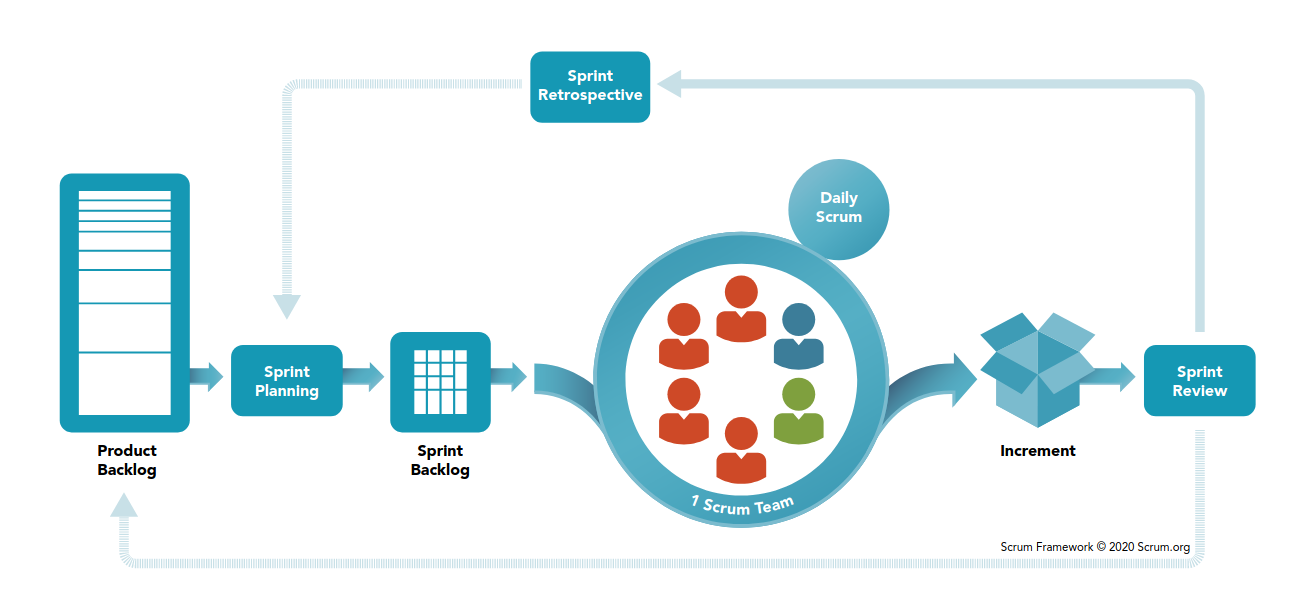 Sprint
Retrospective
Daily
Scrum
Sprint
Planning
Sprint
Review
Product
Backlog
Sprint
Backlog
Increment
1 Scrum Team
Scrum Framework © 2020 Scrum.org